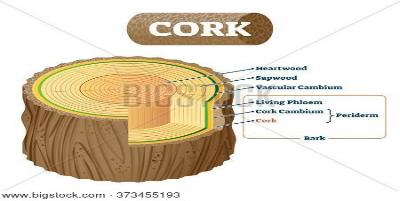 CORK
Heartwood
Sapwood
Vascular Cambium
Living Phloem
Cork Cambium
Periderm
Cork
Bark
www.bigstock.com · 373455193